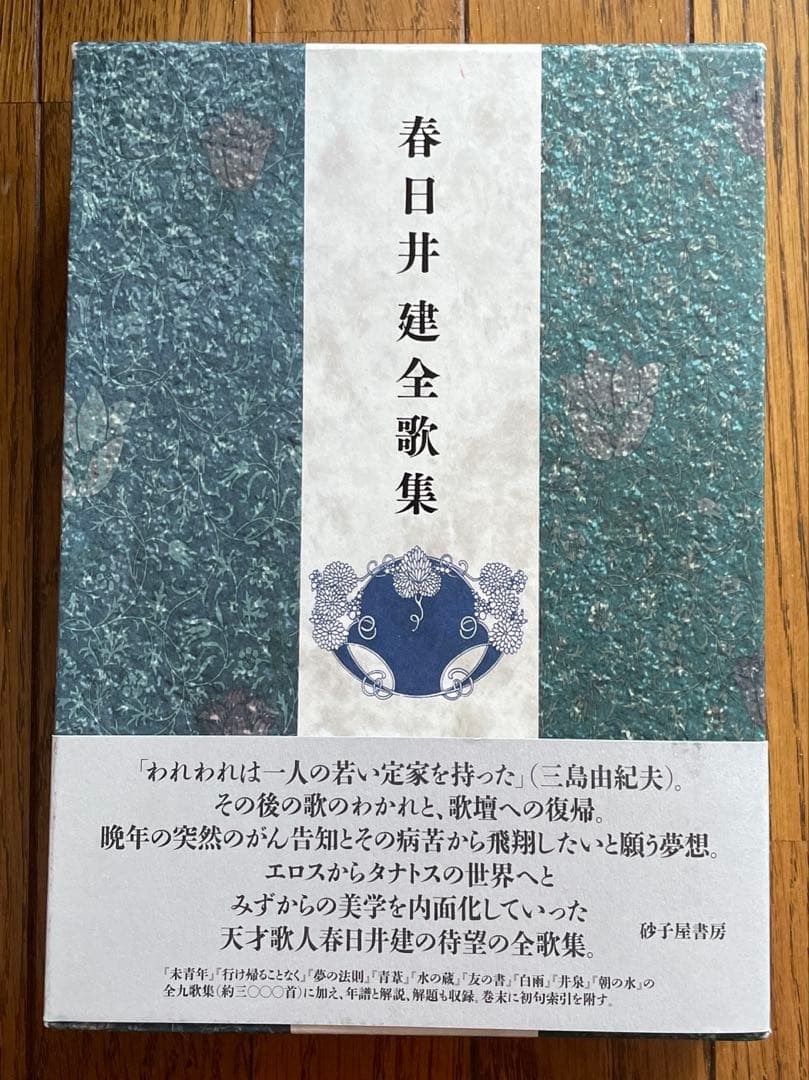 春日井 建全歌集
「われわれは一人の若い定家を持った」(三島由紀夫)。
その後の歌のわかれと、歌壇への復帰。
晩年の突然のがん告知とその病苦から飛翔したいと願う夢想。
エロスからタナトスの世界へと
みずからの美学を内面化していった
天才歌人春日井建の待望の全歌集。
砂子屋書房
『未青年』『行け帰ることなく』『夢の法則』『青葦』『水の蔵』『友の書』『白雨』『井泉』『朝の水』の
全九歌集(約三〇〇〇首)に加え、年譜と解説、解題も収録。巻末に初句索引を附す。